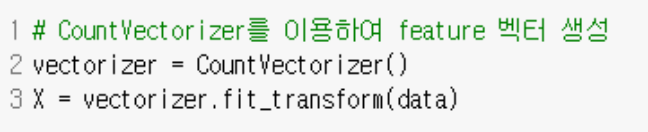 1 # CountVectorizer를 이용하여 feature 벡터 생성
2 vectorizer = CountVectorizer()
3 X = vectorizer.fit_transform(data)